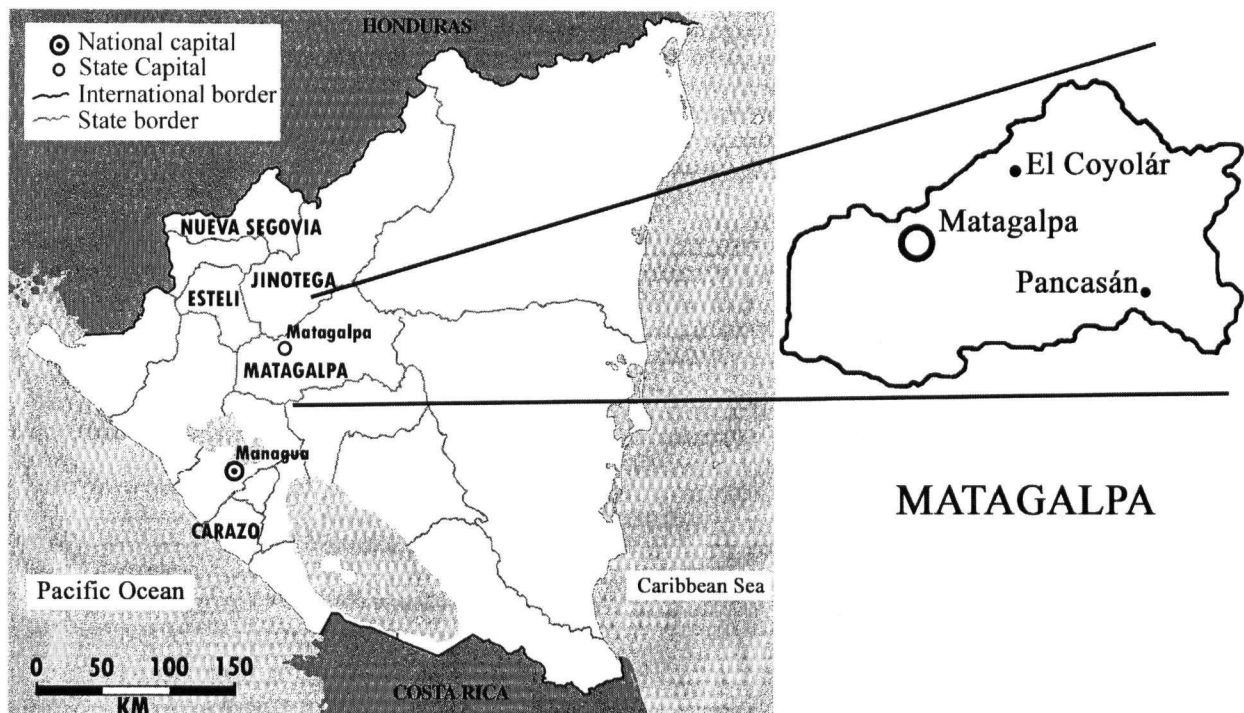 National capital
State Capital
International border
State border
HONDURAS
NUEVA SEGOVIA
JINOTEGA
ESTELI
Matagalpa
MATAGALPA
Managua
CARAZO
Pacific Ocean
Caribbean Sea
0 50 100 150
KM
COSTA RICA
El Coyolár
Matagalpa
Pancasán
MATAGALPA